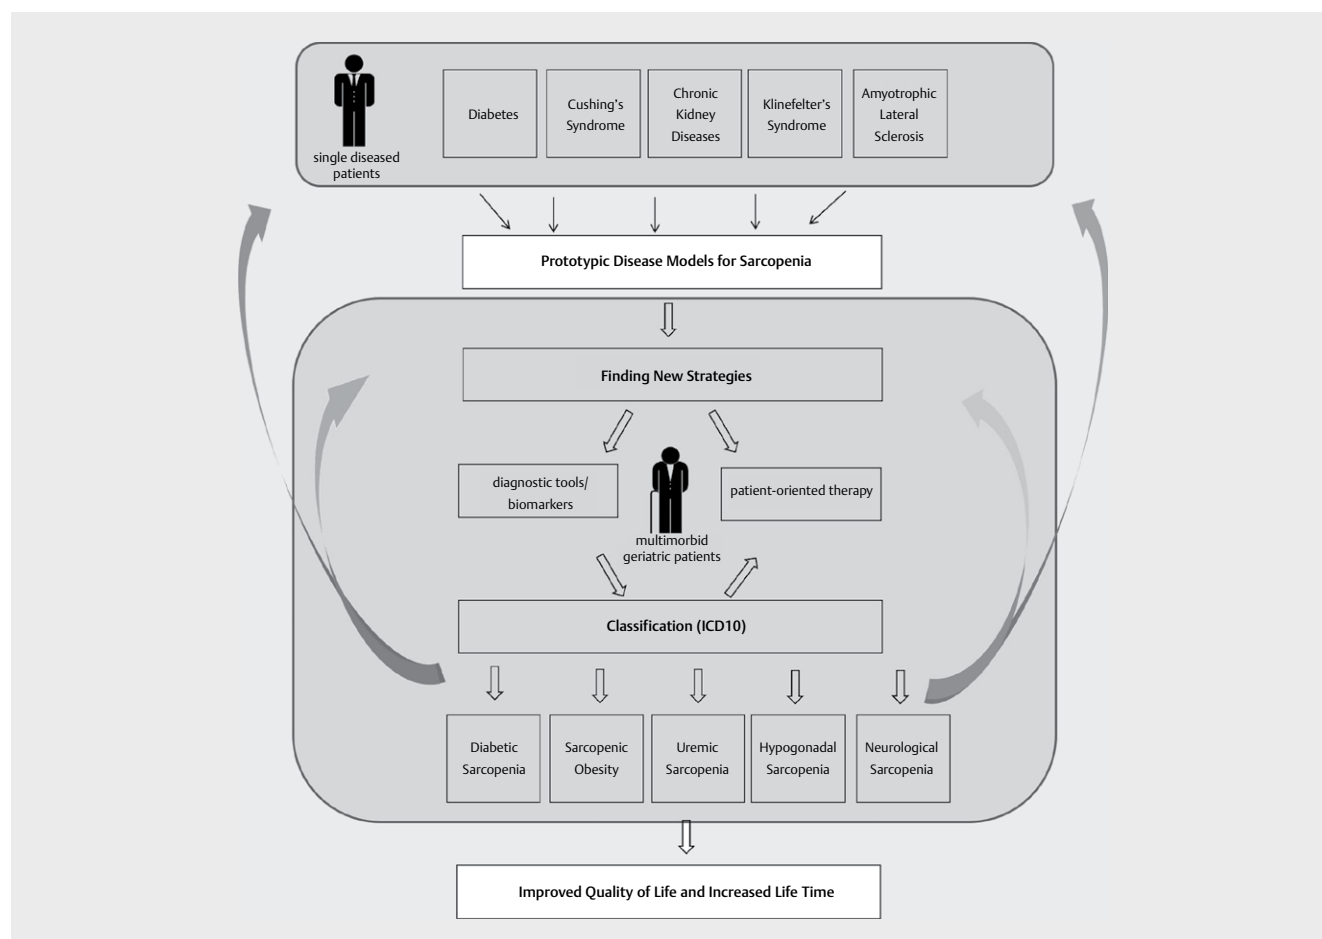 single diseased
patients
Diabetes
Cushing's
Syndrome
Chronic
Kidney
Diseases
Klinefelter's
Syndrome
Amyotrophic
Lateral
Sclerosis
Prototypic Disease Models for Sarcopenia
Finding New Strategies
diagnostic tools/
biomarkers
patient-oriented therapy
multimorbid
geriatric patients
Classification (ICD10)
Diabetic
Sarcopenia
Sarcopenic
Obesity
Uremic
Sarcopenia
Hypogonadal
Sarcopenia
Neurological
Sarcopenia
Improved Quality of Life and Increased Life Time